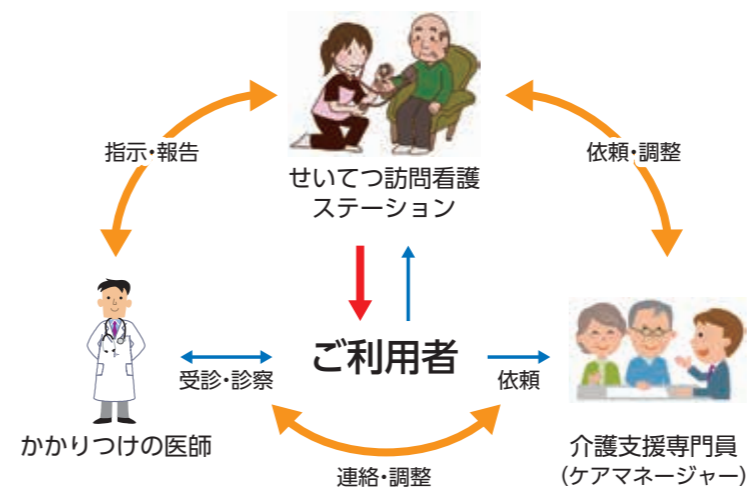 指示・報告
依頼・調整
せいてつ訪問看護
ステーション
ご利用者
受診・診察
依頼
かかりつけの医師
介護支援専門員
(ケアマネージャー)
連絡・調整